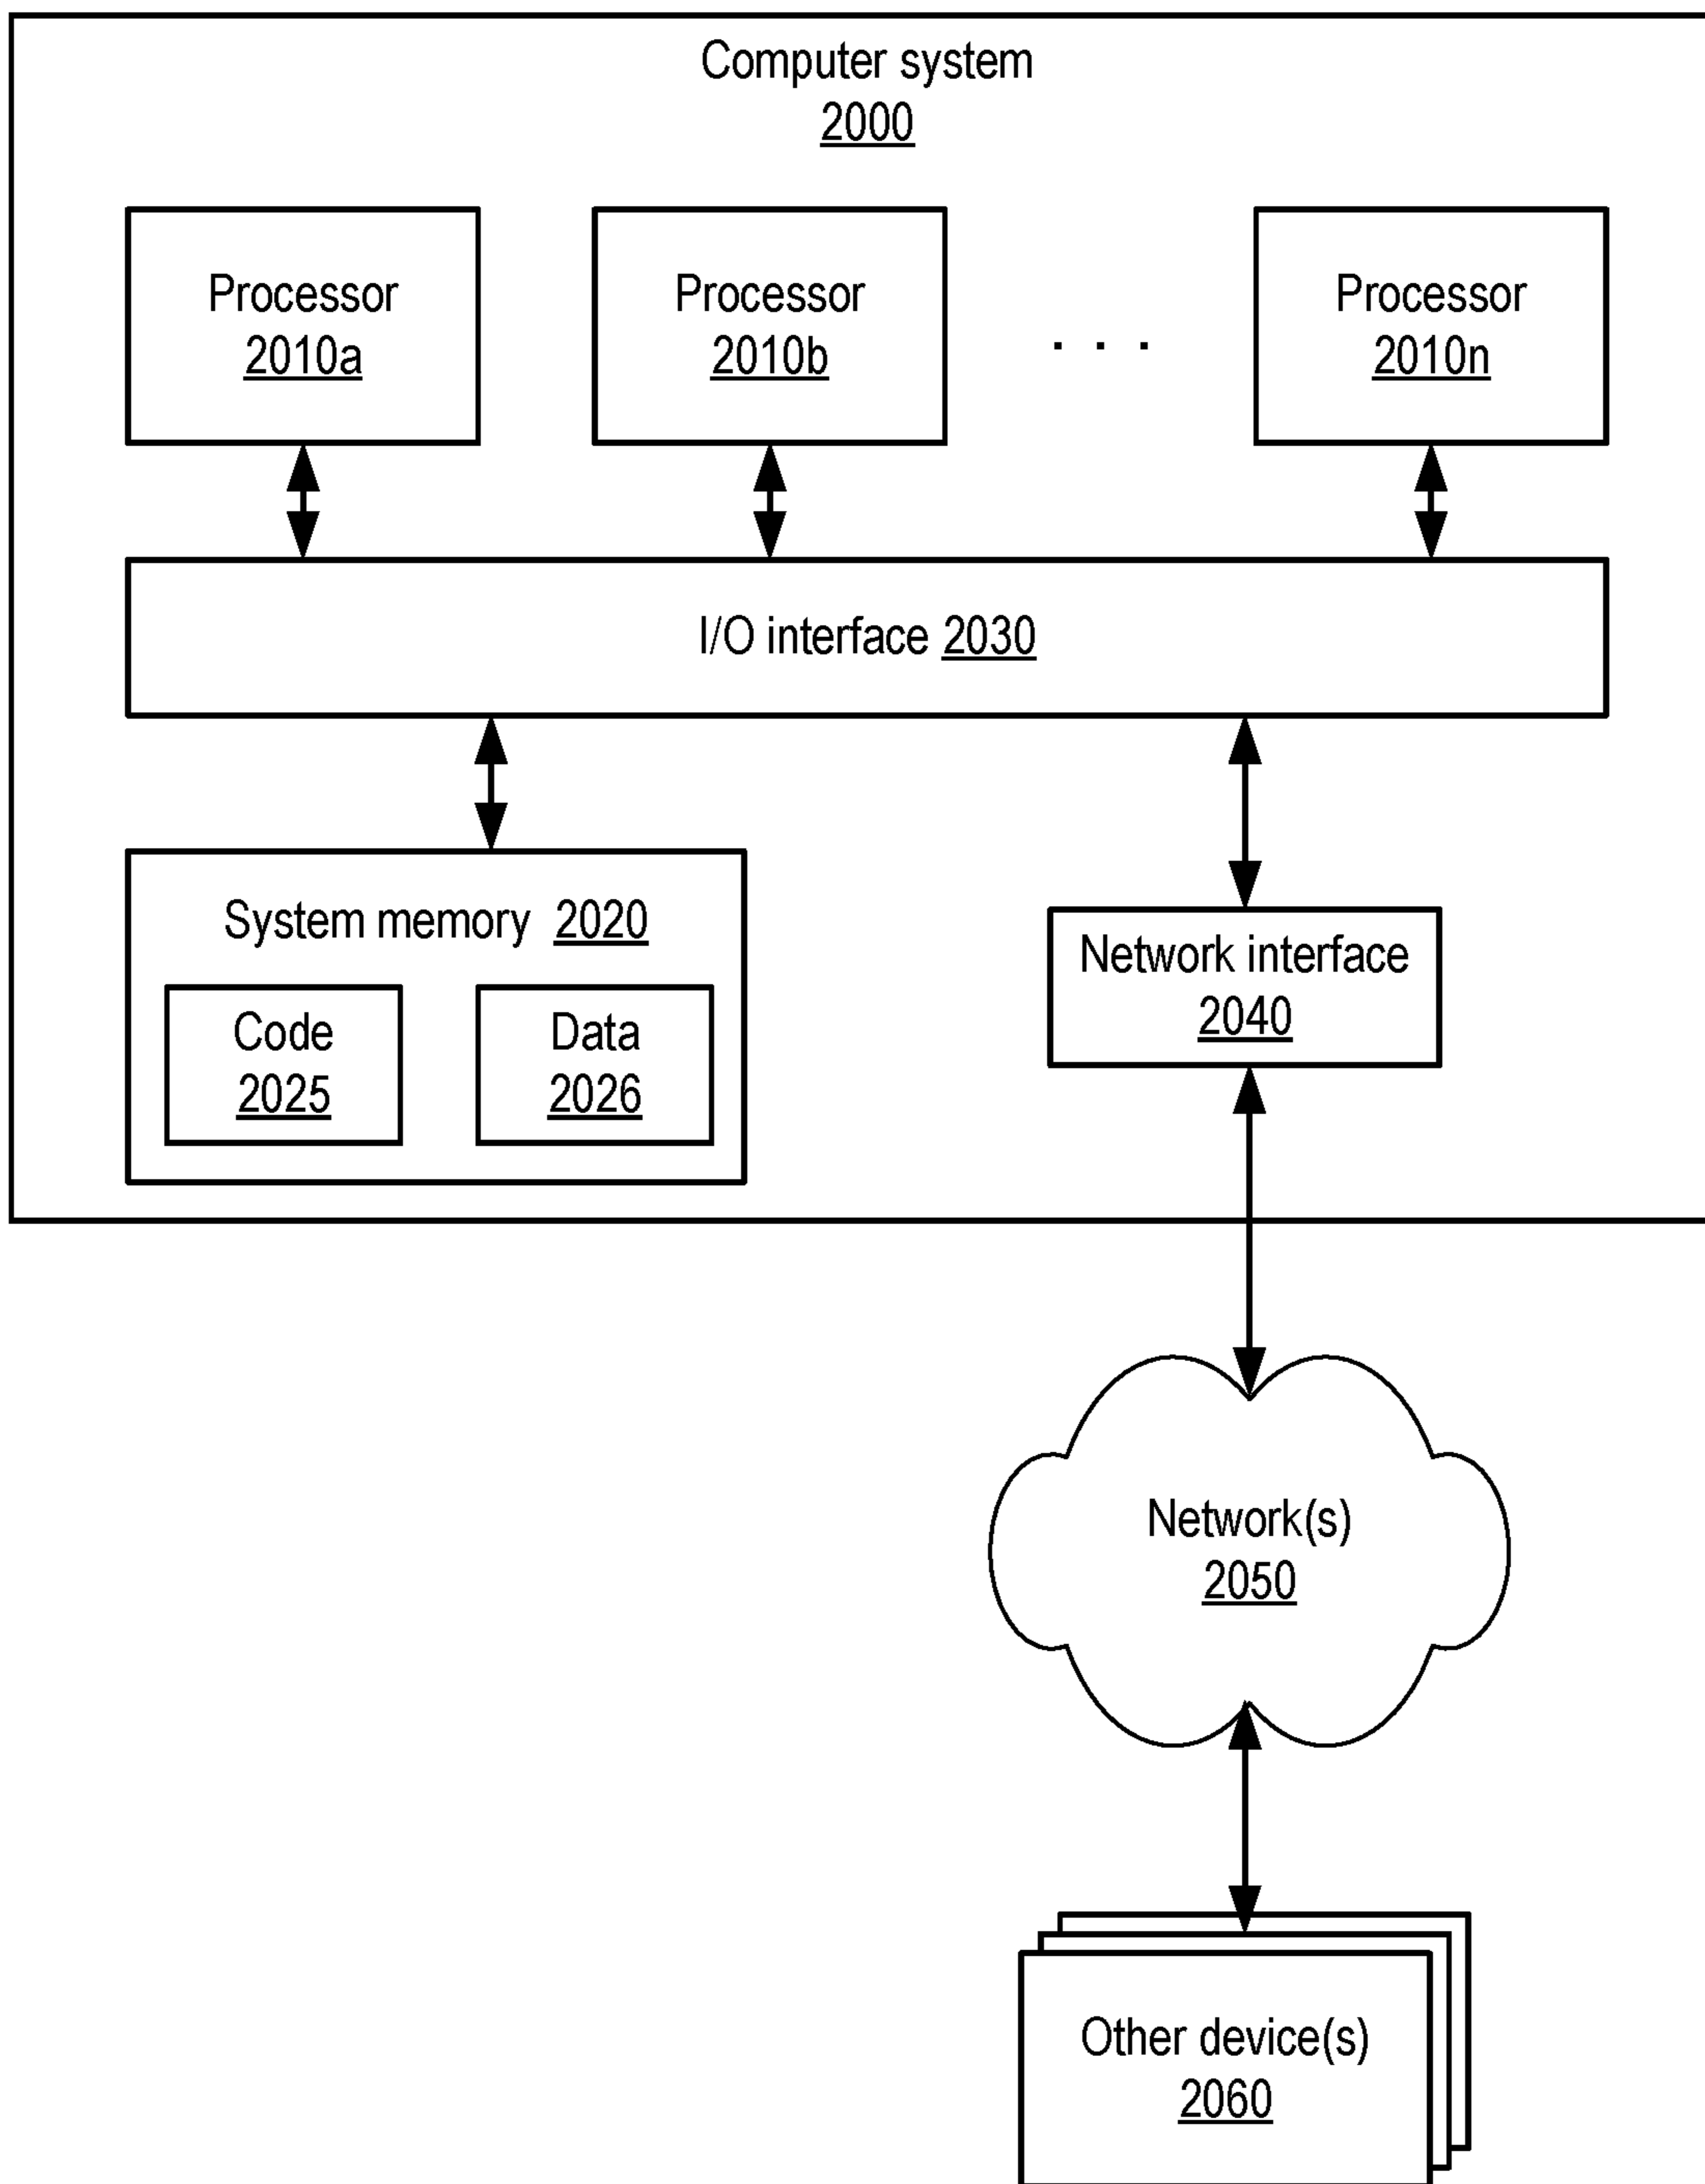 Computer system
2000
Processor
2010a
Processor
2010b
. . .
Processor
2010n
I/O interface 2030
System memory 2020
Code
2025
Data
2026
Network interface
2040
Network(s)
2050
Other device(s)
2060